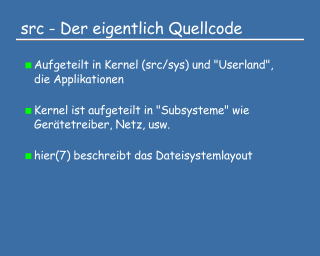 src - Der eigentlich Quellcode
Aufgeteilt in Kernel (src/sys) und "Userland",
die Applikationen
Kernel ist aufgeteilt in "Subsysteme" wie
Gerätetreiber, Netz, usw.
hier(7) beschreibt das Dateisystemlayout